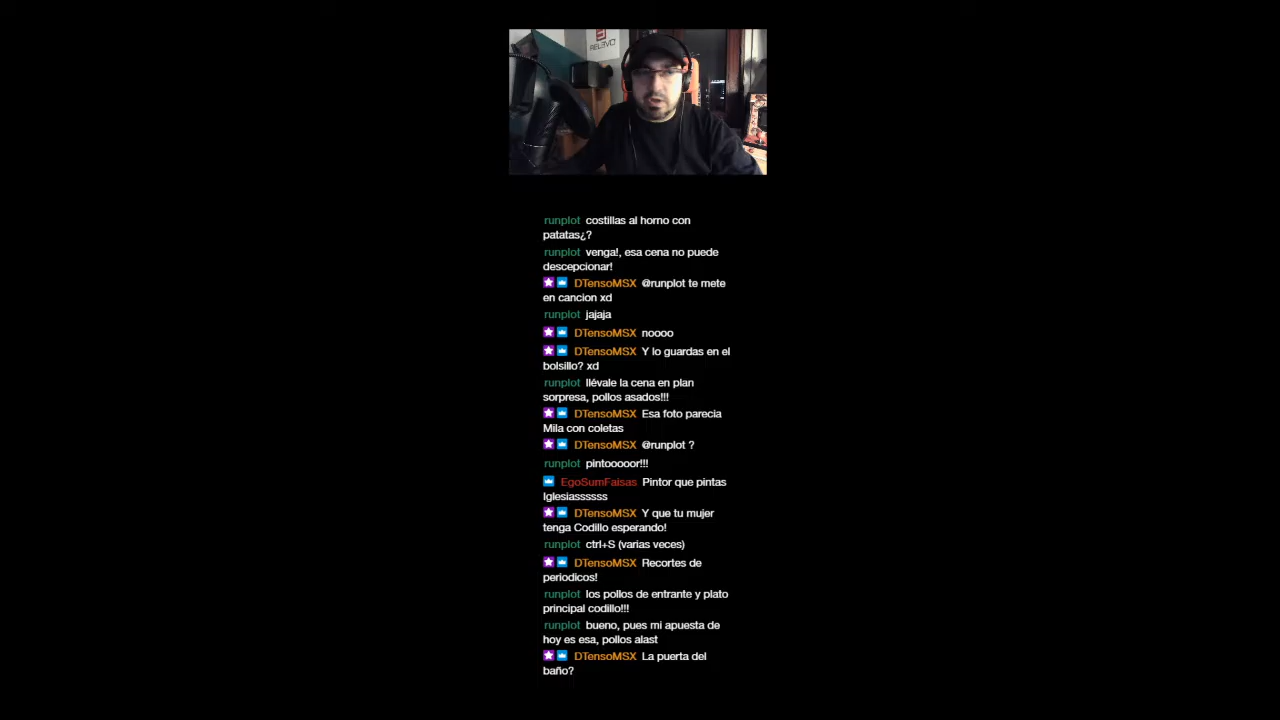 RELEVO
runplot costillas al horno con
patatas¿?
runplot venga!, esa cena no puede
descepcionar!
DTensoMSX @runplot te mete
en cancion xd
runplot jajaja
DTensoMSX noooo
DTensoMSX Y lo guardas en el
bolsillo? xd
runplot llévale la cena en plan
sorpresa, pollos asados!!!
DTensoMSX Esa foto parecia
Mila con coletas
DTensoMSX @runplot ?
runplot pintooooor!!!
EgoSumFaisas Pintor que pintas
Iglesiassssss
DTensoMSX Y que tu mujer
tenga Codillo esperando!
runplot ctrl+S (varias veces)
DTensoMSX Recortes de
periodicos!
runplot los pollos de entrante y plato
principal codillo!!!
runplot bueno, pues mi apuesta de
hoy es esa, pollos alast
DTensoMSX La puerta del
baño?